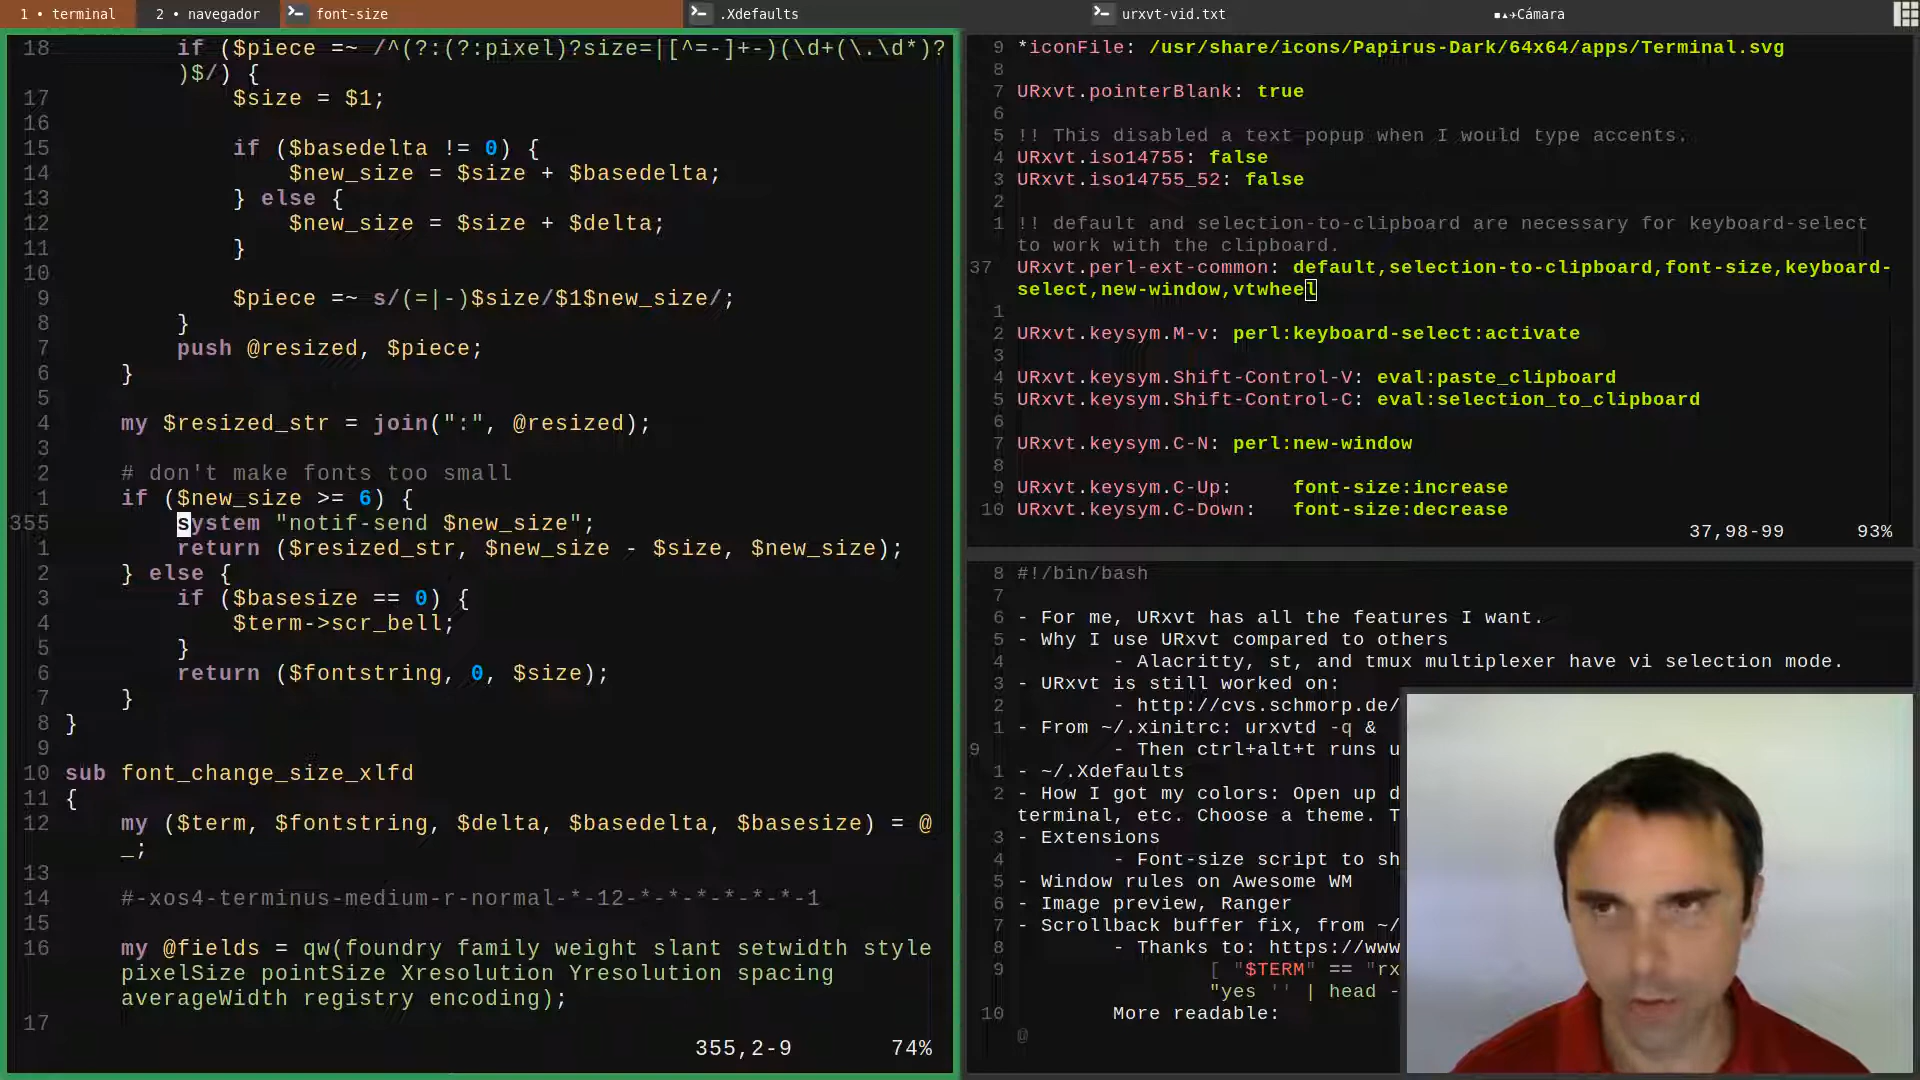 1 • terminal 2 • navegador font-size .Xdefaults urxvt-vid.txt Cámara
18 if ($piece =~ /^(?:(?:pixel)?size=|[^=-]+-)(\d+(\.\d*)?
)$/) {
17 $size = $1;
16
15 if ($basedelta != 0) {
14 $new_size = $size + $basedelta;
13 } else {
12 $new_size = $size + $delta;
11 }
10
9 $piece =~ s/(=|-)$size/$1$new_size/;
8 }
7 push @resized, $piece;
6 }
5
4 my $resized_str = join(":", @resized);
3
2 # don't make fonts too small
1 if ($new_size >= 6) {
355 system "notif-send $new_size";
1 return ($resized_str, $new_size - $size, $new_size);
2 } else {
3 if ($basesize == 0) {
4 $term->scr_bell;
5 }
6 return ($fontstring, 0, $size);
7 }
8 }
9
10 sub font_change_size_xlfd
11 {
12 my ($term, $fontstring, $delta, $basedelta, $basesize) = @
_;
13
14 #-xos4-terminus-medium-r-normal-*-12-*-*-*-*-*-*-1
15
16 my @fields = qw(foundry family weight slant setwidth style
pixelSize pointSize Xresolution Yresolution spacing
averageWidth registry encoding);
17
355,2-9 74%
9 *iconFile: /usr/share/icons/Papirus-Dark/64x64/apps/Terminal.svg
8
7 URxvt.pointerBlank: true
6
5 !! This disabled a text popup when I would type accents.
4 URxvt.iso14755: false
3 URxvt.iso14755_52: false
2
1 !! default and selection-to-clipboard are necessary for keyboard-select
to work with the clipboard.
37 URxvt.perl-ext-common: default,selection-to-clipboard,font-size,keyboard-
select,new-window,vtwheel
1
2 URxvt.keysym.M-v: perl:keyboard-select:activate
3
4 URxvt.keysym.Shift-Control-V: eval:paste_clipboard
5 URxvt.keysym.Shift-Control-C: eval:selection_to_clipboard
6
7 URxvt.keysym.C-N: perl:new-window
8
9 URxvt.keysym.C-Up: font-size:increase
10 URxvt.keysym.C-Down: font-size:decrease
37,98-99 93%
8 #!/bin/bash
7
6 - For me, URxvt has all the features I want.
5 - Why I use URxvt compared to others
4 - Alacritty, st, and tmux multiplexer have vi selection mode.
3 - URxvt is still worked on:
2 - http://cvs.schmorp.de/
1 - From ~/.xinitrc: urxvtd -q &
9 - Then ctrl+alt+t runs u
1 - ~/.Xdefaults
2 - How I got my colors: Open up d
terminal, etc. Choose a theme. T
3 - Extensions
4 - Font-size script to sh
5 - Window rules on Awesome WM
6 - Image preview, Ranger
7 - Scrollback buffer fix, from ~/
8 - Thanks to: https://www
9 [ "$TERM" == "rx
"yes '' | head -
10 More readable:
@